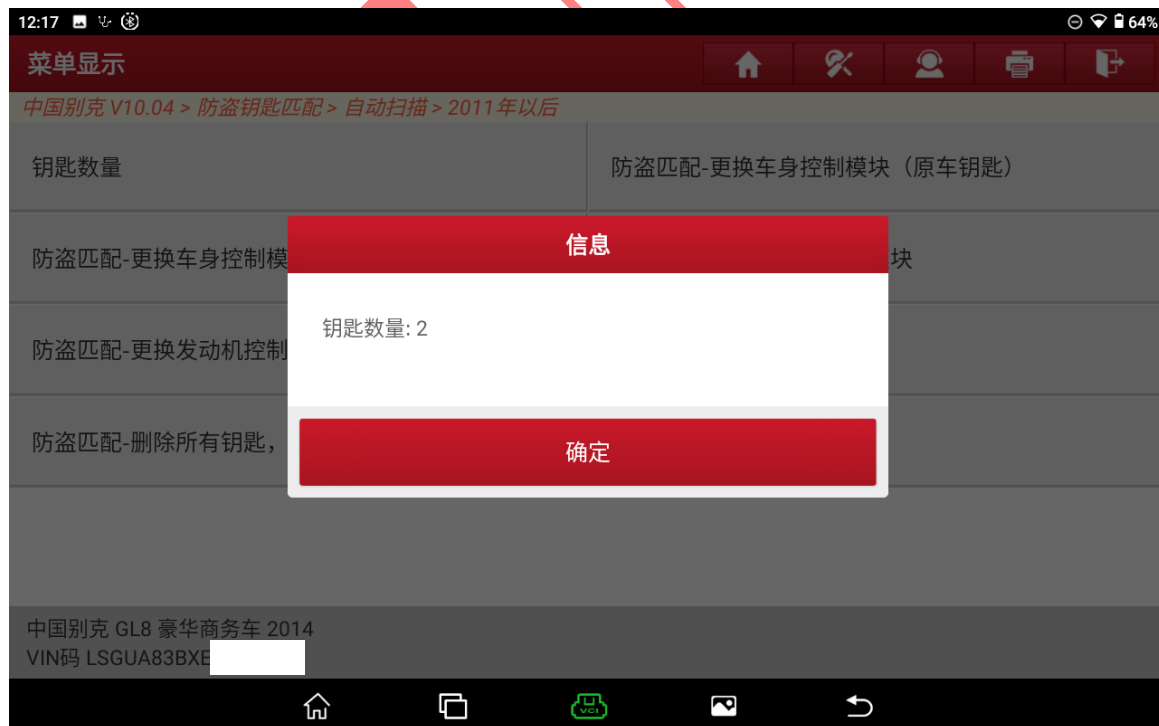 12:17
64%
菜单显示
中国别克 V10.04 > 防盗钥匙匹配 > 自动扫描 > 2011年以后
钥匙数量
防盗匹配-更换车身控制模块（原车钥匙）
信息
防盗匹配-更换车身控制模
块
钥匙数量: 2
防盗匹配-更换发动机控制
防盗匹配-删除所有钥匙，
确定
中国别克 GL8 豪华商务车 2014
VIN码 LSGUA83BXE
VCI